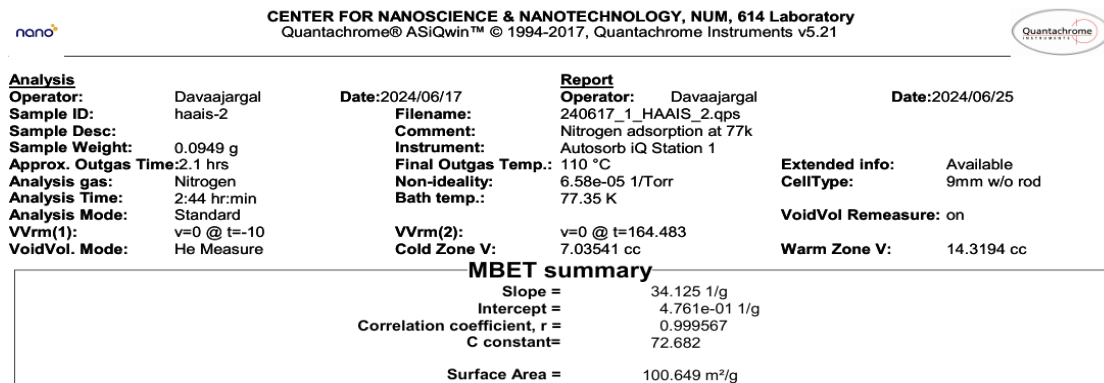 CENTER FOR NANOSCIENCE & NANOTECHNOLOGY, NUM, 614 Laboratory
nano
Quantachrome® ASiQwin™ © 1994-2017, Quantachrome Instruments v5.21
Quantachrome
INSTRUMENTS
Analysis Report
Operator: Davaajargal Date:2024/06/17 Operator: Davaajargal Date:2024/06/25
Sample ID: haais-2 Filename: 240617_1_HAAIS_2.qps
Sample Desc: Comment: Nitrogen adsorption at 77k
Sample Weight: 0.0949 g Instrument: Autosorb iQ Station 1
Approx. Outgas Time:2.1 hrs Final Outgas Temp.: 110 °C Extended info: Available
Analysis gas: Nitrogen Non-ideality: 6.58e-05 1/Torr CellType: 9mm w/o rod
Analysis Time: 2:44 hr:min Bath temp.: 77.35 K
Analysis Mode: Standard VoidVol Remeasure: on
VVrm(1): v=0 @ t=-10 VVrm(2): v=0 @ t=164.483
VoidVol. Mode: He Measure Cold Zone V: 7.03541 cc Warm Zone V: 14.3194 cc
MBET summary
Slope = 34.125 1/g
Intercept = 4.761e-01 1/g
Correlation coefficient, r = 0.999567
C constant= 72.682
Surface Area = 100.649 m²/g